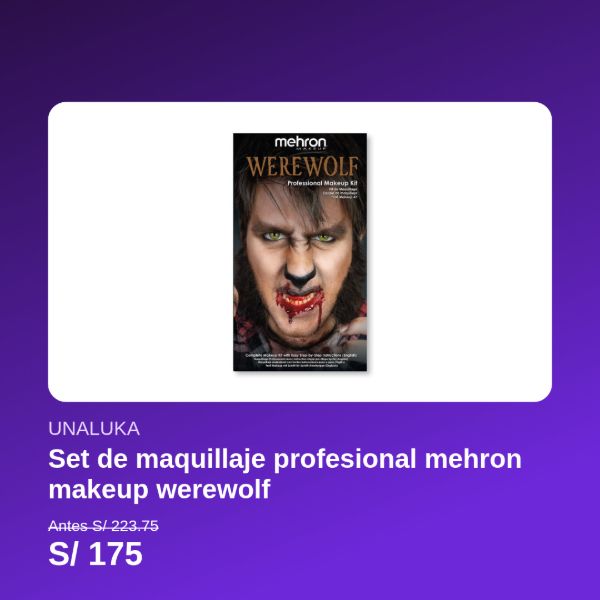 mehron
MAKEUP
WEREWOLF
Professional Makeup Kit
UNALUKA
Set de maquillaje profesional mehron
makeup werewolf
Antes S/ 223.75
S/ 175